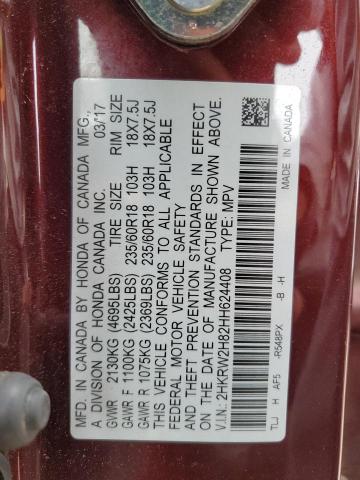 MFD. IN CANADA BY HONDA OF CANADA MFG.,
A DIVISION OF HONDA CANADA INC. 03/17
GVWR 2130KG (4695LBS) TIRE SIZE RIM SIZE
GAWR F 1100KG (2425LBS) 235/60R18 103H 18X7.5J
GAWR R 1075KG (2369LBS) 235/60R18 103H 18X7.5J
THIS VEHICLE CONFORMS TO ALL APPLICABLE
FEDERAL MOTOR VEHICLE SAFETY
AND THEFT PREVENTION STANDARDS IN EFFECT
ON THE DATE OF MANUFACTURE SHOWN ABOVE.
V.I.N.: 2HKRW2H82HH624408 TYPE: MPV
TLJ H AF5 -R548PX -B -H
MADE IN CANADA